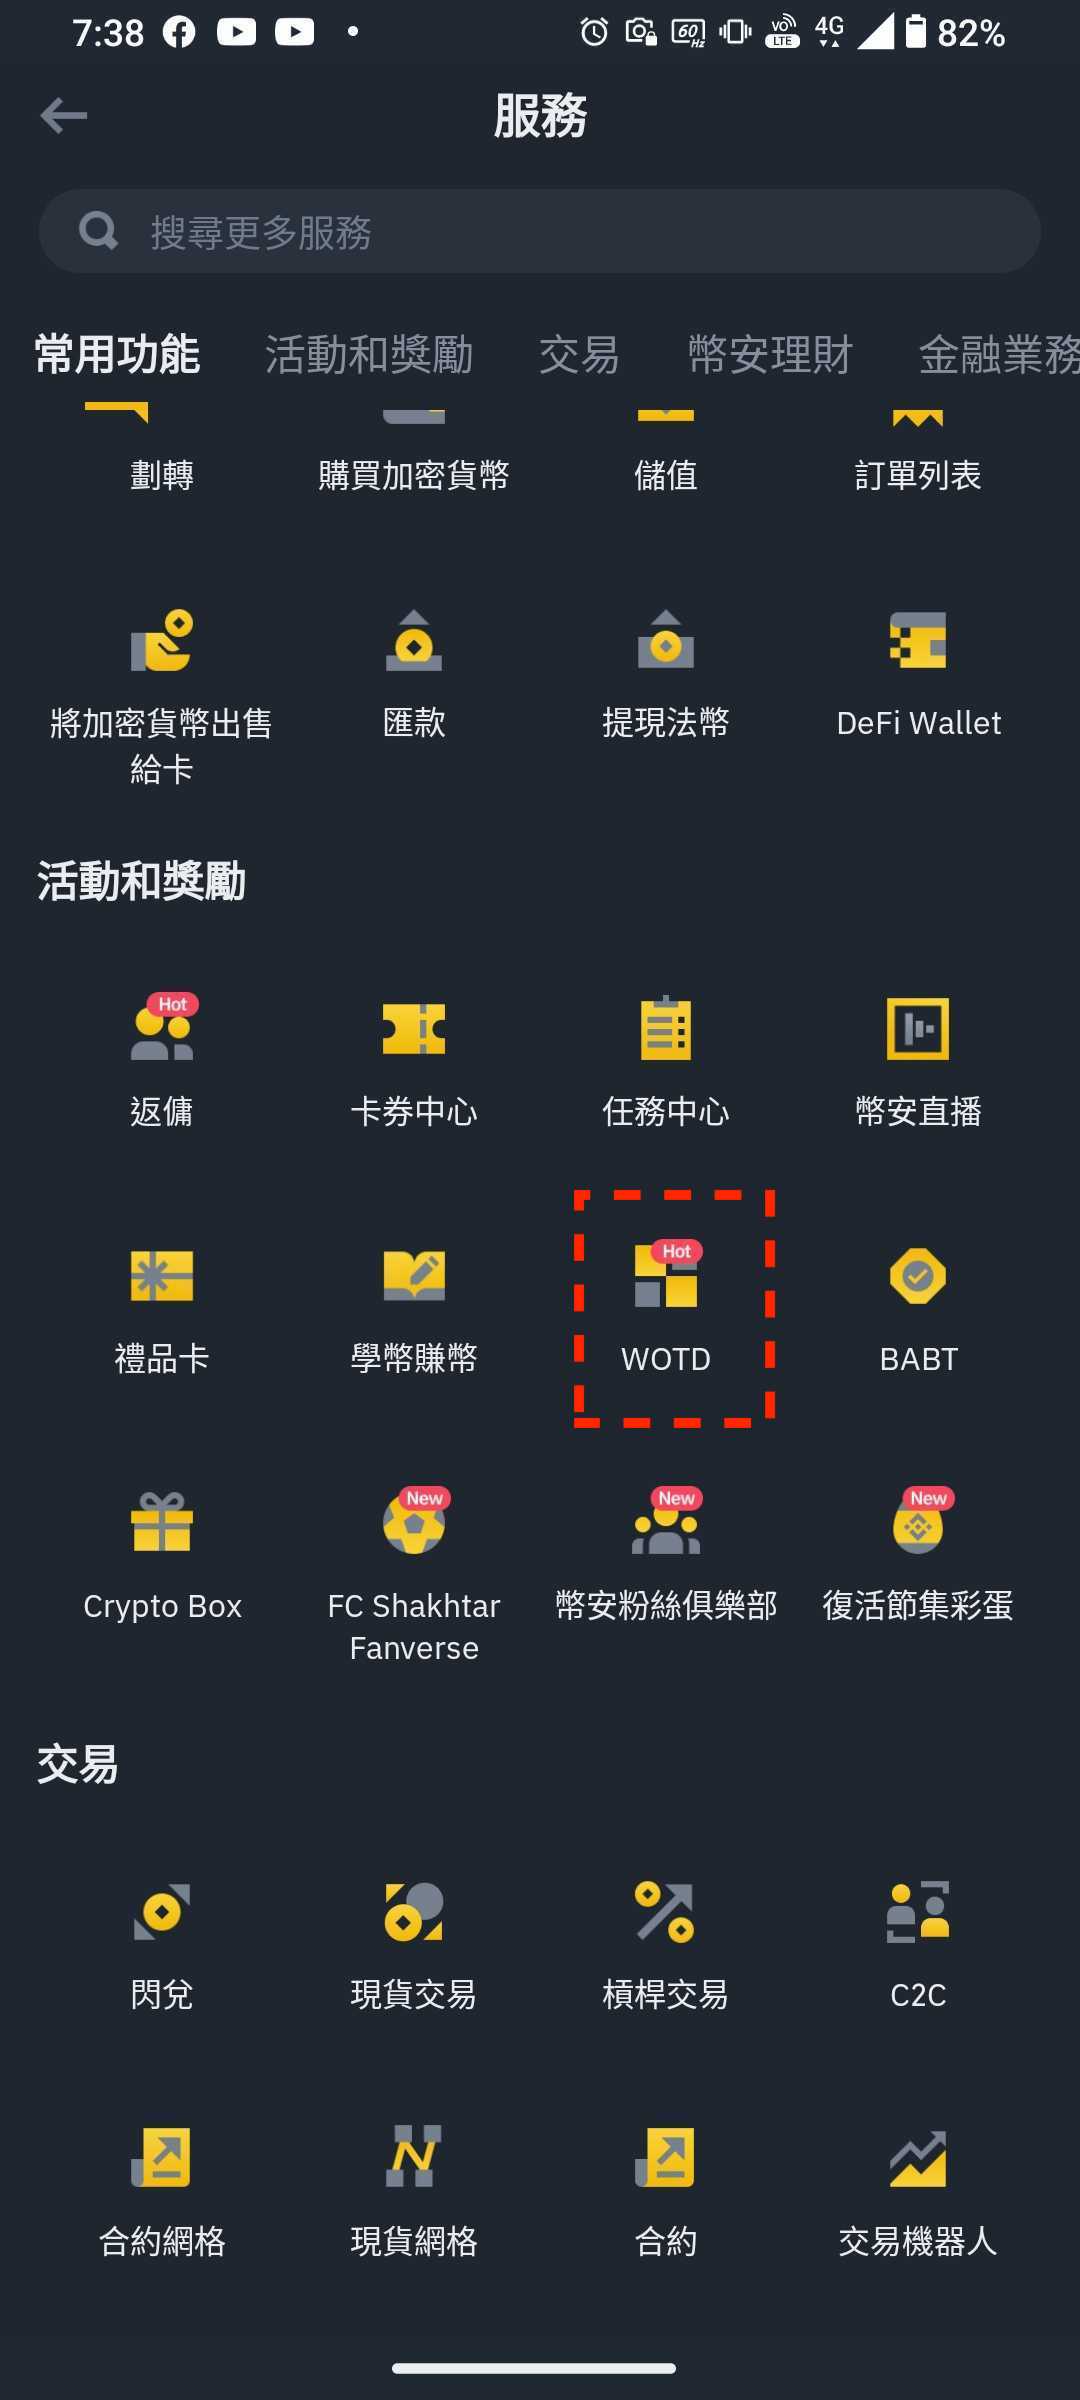 7:38 60 Hz VO LTE 4G 82%
服務
搜尋更多服務
常用功能 活動和獎勵 交易 幣安理財 金融業務
劃轉 購買加密貨幣 儲值 訂單列表
將加密貨幣出售 匯款 提現法幣 DeFi Wallet
給卡
活動和獎勵
Hot
返傭 卡券中心 任務中心 幣安直播
Hot
禮品卡 學幣賺幣 WOTD BABT
New New New
Crypto Box FC Shakhtar 幣安粉絲俱樂部 復活節集彩蛋
Fanverse
交易
閃兌 現貨交易 槓桿交易 C2C
合約網格 現貨網格 合約 交易機器人